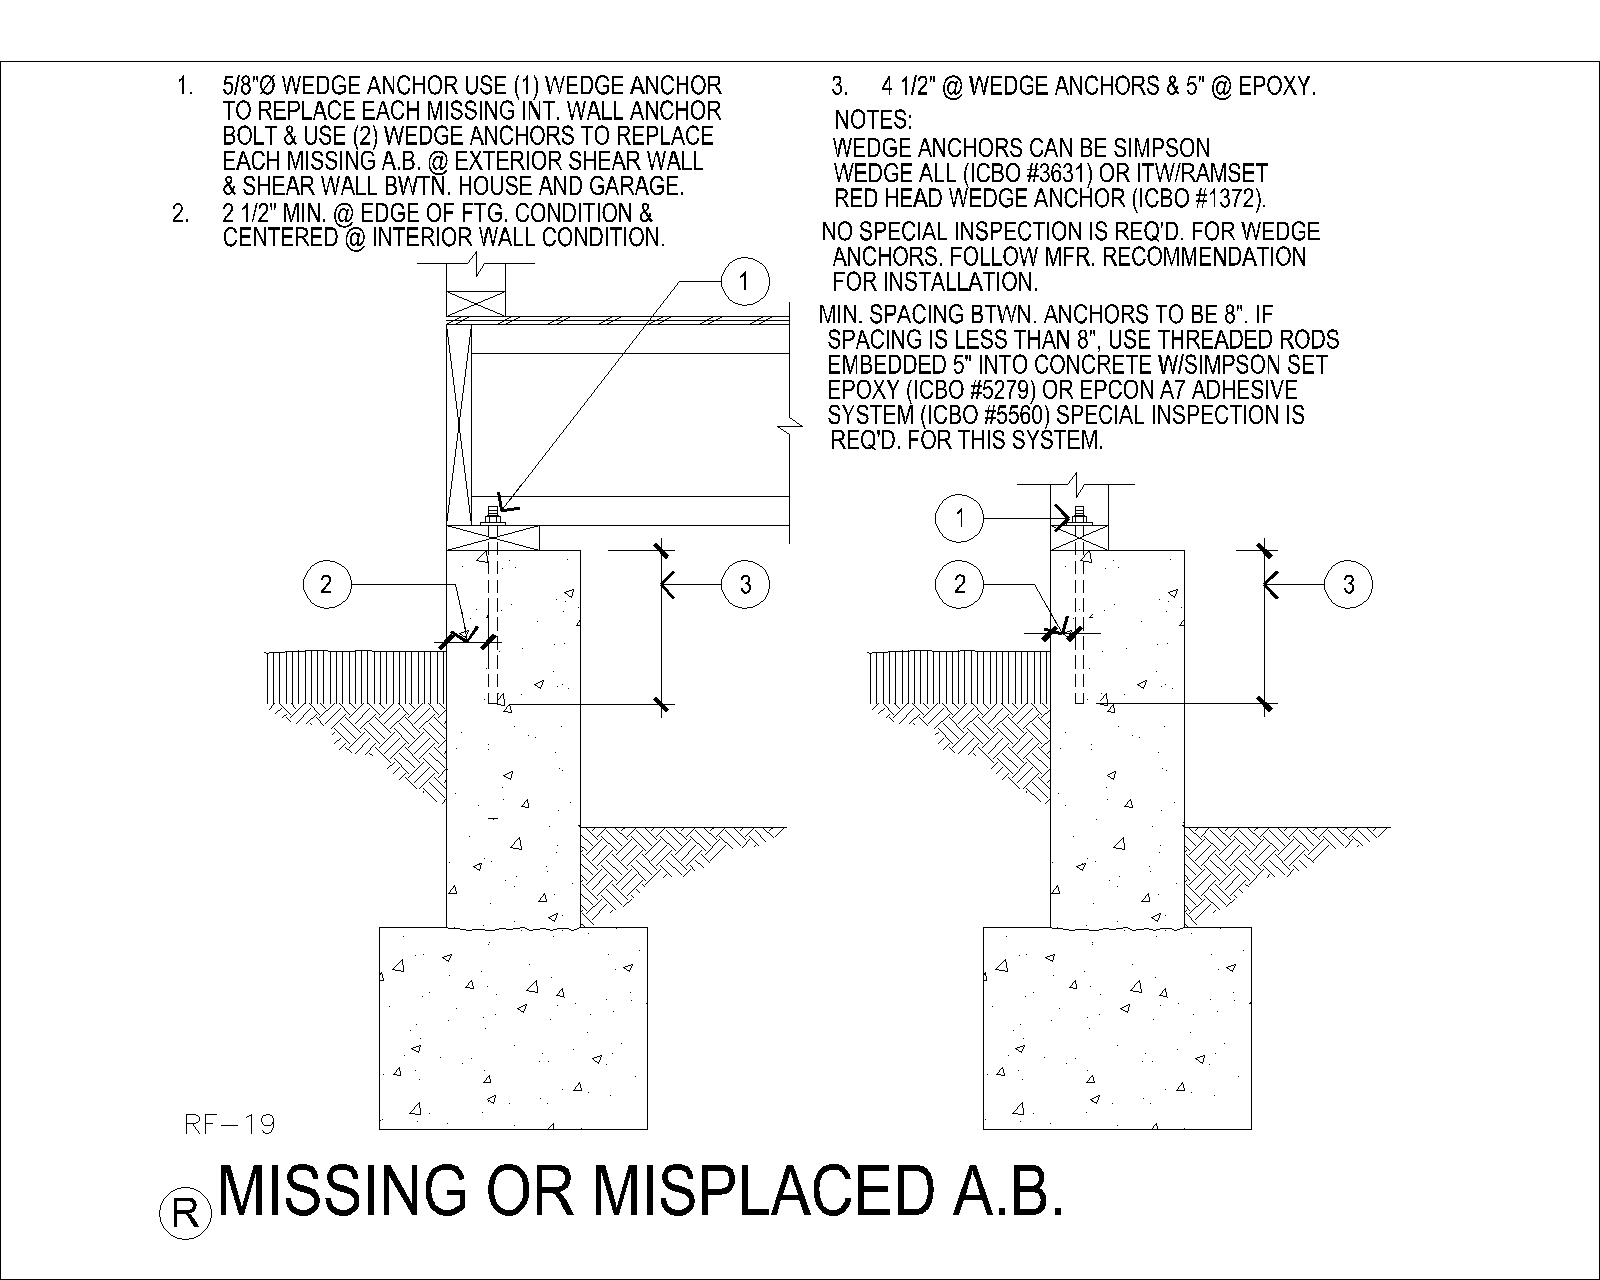 1. 5/8"Ø WEDGE ANCHOR USE (1) WEDGE ANCHOR
TO REPLACE EACH MISSING INT. WALL ANCHOR
BOLT & USE (2) WEDGE ANCHORS TO REPLACE
EACH MISSING A.B. @ EXTERIOR SHEAR WALL
& SHEAR WALL BWTN. HOUSE AND GARAGE.
2. 2 1/2" MIN. @ EDGE OF FTG. CONDITION &
CENTERED @ INTERIOR WALL CONDITION.
3. 4 1/2" @ WEDGE ANCHORS & 5" @ EPOXY.
NOTES:
WEDGE ANCHORS CAN BE SIMPSON
WEDGE ALL (ICBO #3631) OR ITW/RAMSET
RED HEAD WEDGE ANCHOR (ICBO #1372).
NO SPECIAL INSPECTION IS REQ'D. FOR WEDGE
ANCHORS. FOLLOW MFR. RECOMMENDATION
FOR INSTALLATION.
MIN. SPACING BTWN. ANCHORS TO BE 8". IF
SPACING IS LESS THAN 8", USE THREADED RODS
EMBEDDED 5" INTO CONCRETE W/SIMPSON SET
EPOXY (ICBO #5279) OR EPCON A7 ADHESIVE
SYSTEM (ICBO #5560) SPECIAL INSPECTION IS
REQ'D. FOR THIS SYSTEM.
1
2
3
1
2
3
RF-19
R MISSING OR MISPLACED A.B.